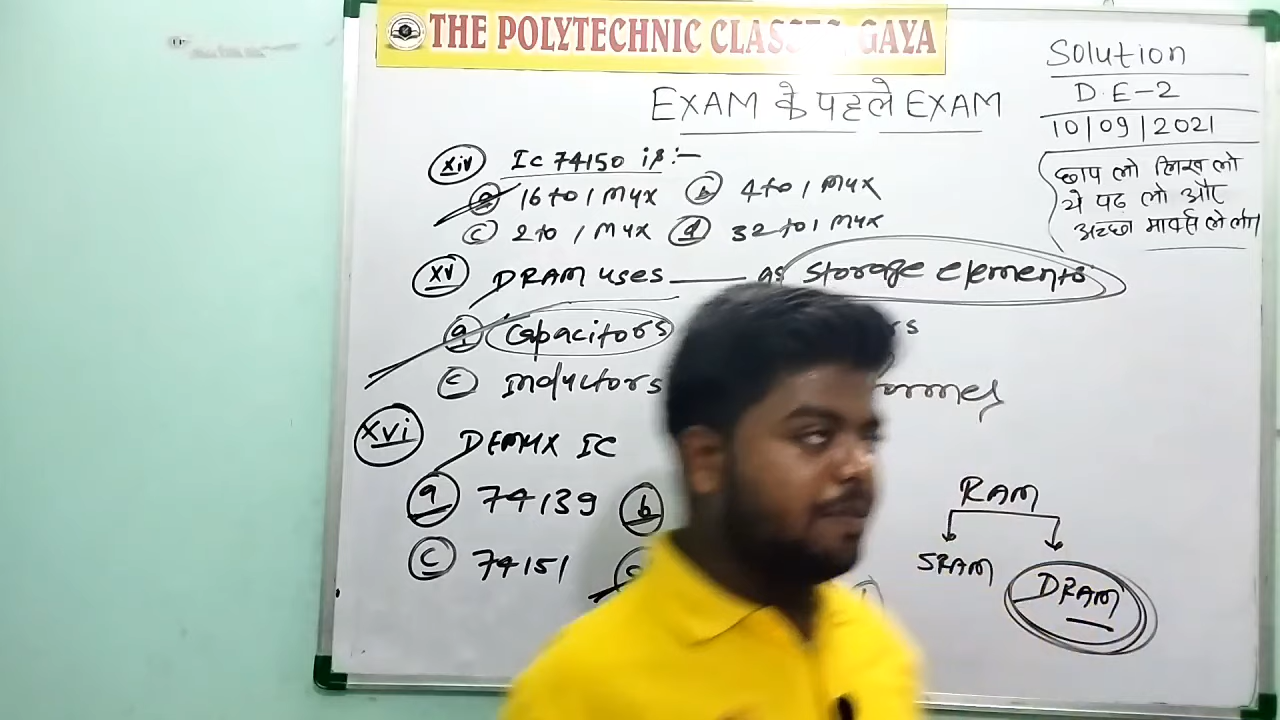 THE POLYTECHNIC CLASSES, GAYA
EXAM के पहले EXAM
Solution
D.E-2
10/09/2021
छाप लो लिख लो
ये पढ़ लो और
अच्छा मार्क्स ले लो।
xiv IC 74150 is:-
a 16 to 1 Mux b 4 to 1 Mux
c 2 to 1 Mux d 32 to 1 Mux
xv DRAM uses ____ as storage elements
a Capacitors
c Inductors
xvi DEMUX IC
a 74139 b
c 74151
RAM
SRAM DRAM